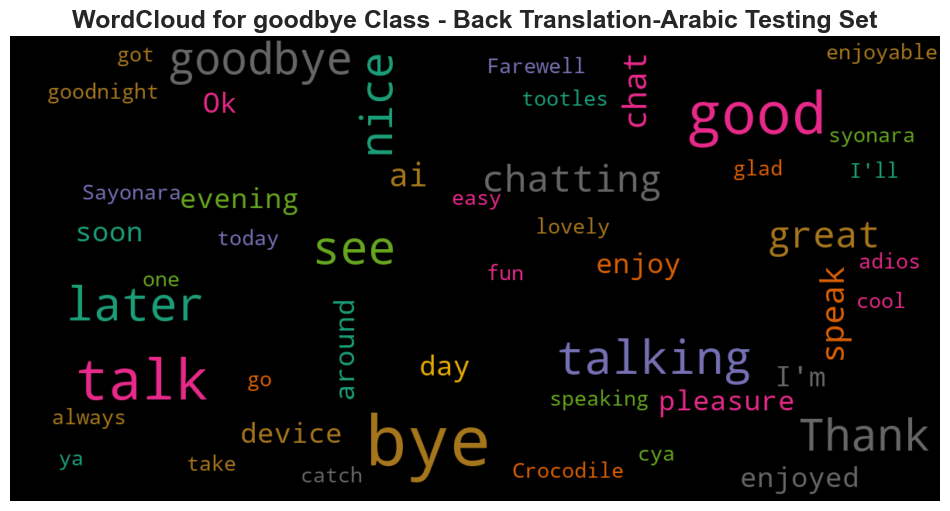 WordCloud for goodbye Class - Back Translation-Arabic Testing Set
got
goodbye
nice
Farewell
chat
enjoyable
goodnight
Ok
tootles
good
syonara
ai
chatting
glad
I'll
Sayonara
evening
easy
soon
today
see
lovely
great
enjoy
fun
adios
one
later
around
speak
cool
talk
go
day
talking
I'm
always
device
bye
speaking
pleasure
Thank
ya
take
catch
Crocodile
cya
enjoyed